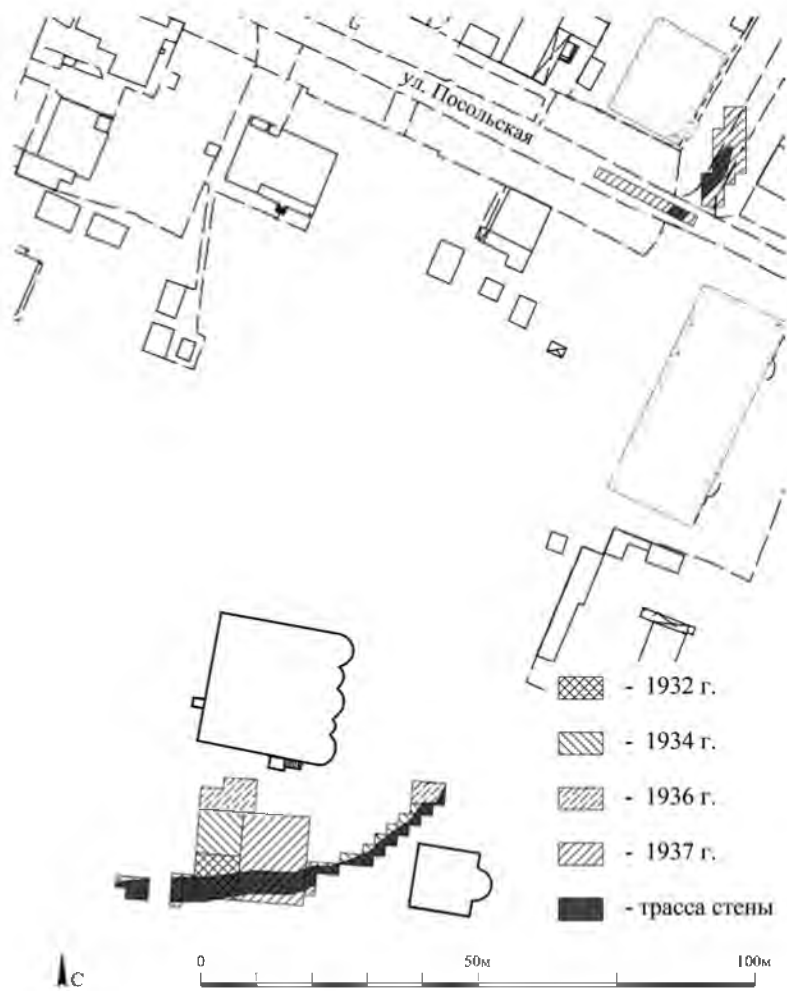 ул. Посольская
- 1932 г.
- 1934 г.
- 1936 г.
- 1937 г.
- трасса стены
С
0 50м 100м